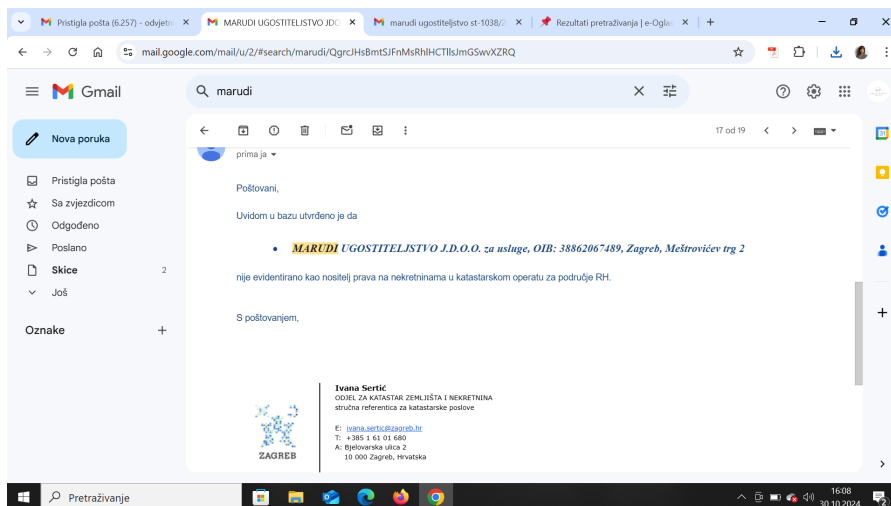 Pristigla pošta (6.257) - odvjetni
MARUDI UGOSTITELJSTVO JDO
marudi ugostiteljstvo st-1038/2
Rezultati pretraživanja | e-Oglas
mail.google.com/mail/u/2/#search/marudi/QgrcJHsBmtSJFnMsRhlHCTllsJmGSwvXZRQ
Gmail
marudi
Nova poruka
17 od 19
prima ja
Pristigla pošta
Sa zvjezdicom
Odgođeno
Poslano
Skice 2
Još
Oznake
Poštovani,
Uvidom u bazu utvrđeno je da
• MARUDI UGOSTITELJSTVO J.D.O.O. za usluge, OIB: 38862067489, Zagreb, Meštrovićev trg 2
nije evidentirano kao nositelj prava na nekretninama u katastarskom operatu za područje RH.
S poštovanjem,
ZAGREB
Ivana Sertić
ODJEL ZA KATASTAR ZEMLJIŠTA I NEKRETNINA
stručna referentica za katastarske poslove
E: ivana.sertic@zagreb.hr
T: +385 1 61 01 680
A: Bjelovarska ulica 2
10 000 Zagreb, Hrvatska
Pretraživanje
16:08
30.10.2024
2